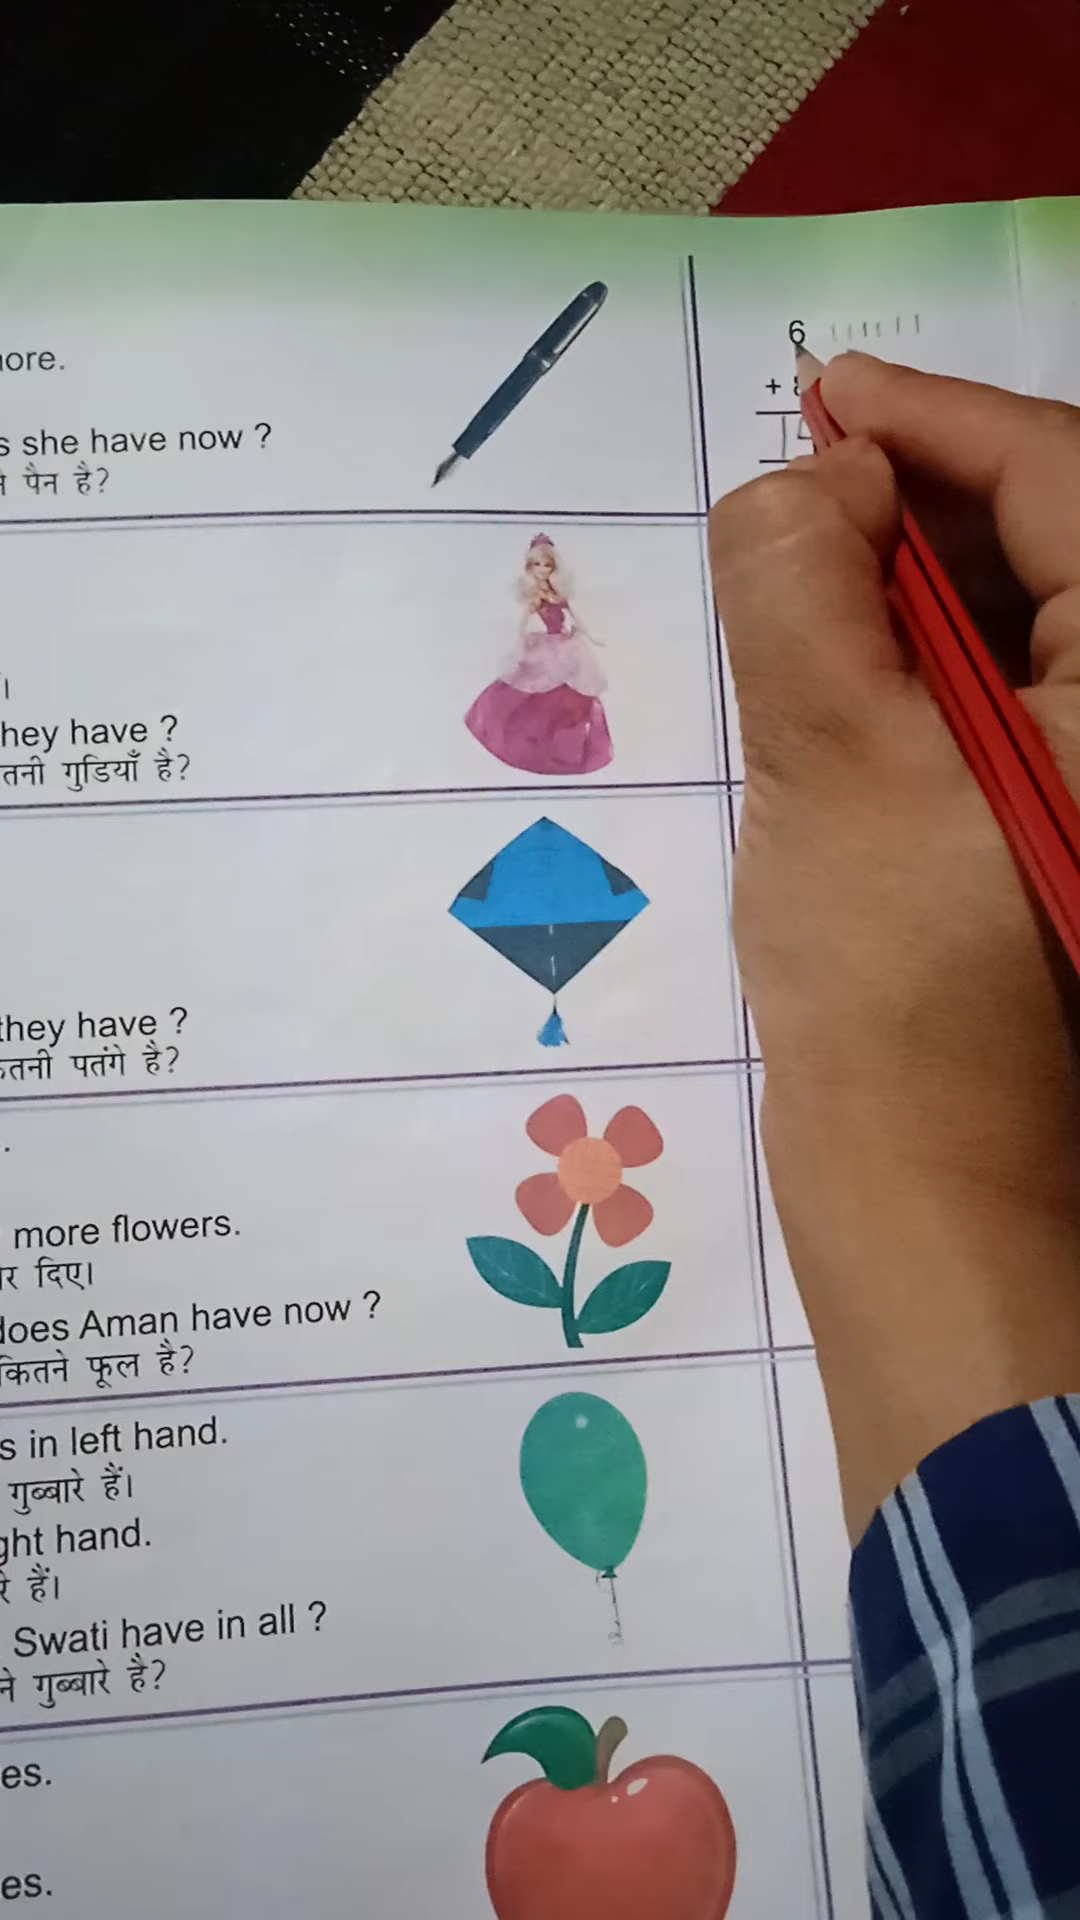 6
ore.
+
14
s she have now ?
पैन है?
hey have ?
तनी गुडियाँ है?
they have ?
तनी पतंगे है?
.
more flowers.
र दिए।
does Aman have now ?
कितने फूल है?
s in left hand.
गुब्बारे हैं।
ght hand.
रे हैं।
Swati have in all ?
ने गुब्बारे है?
es.
es.